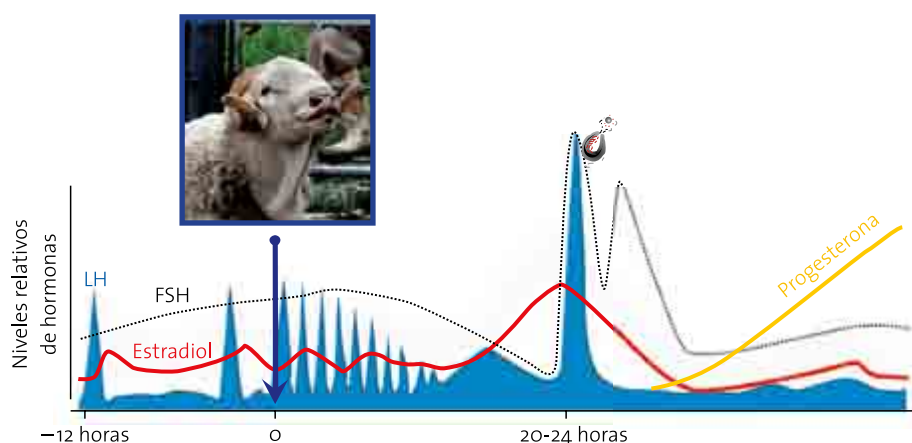 Niveles relativos
de hormonas
LH
FSH
Estradiol
Progesterona
–12 horas
0
20-24 horas